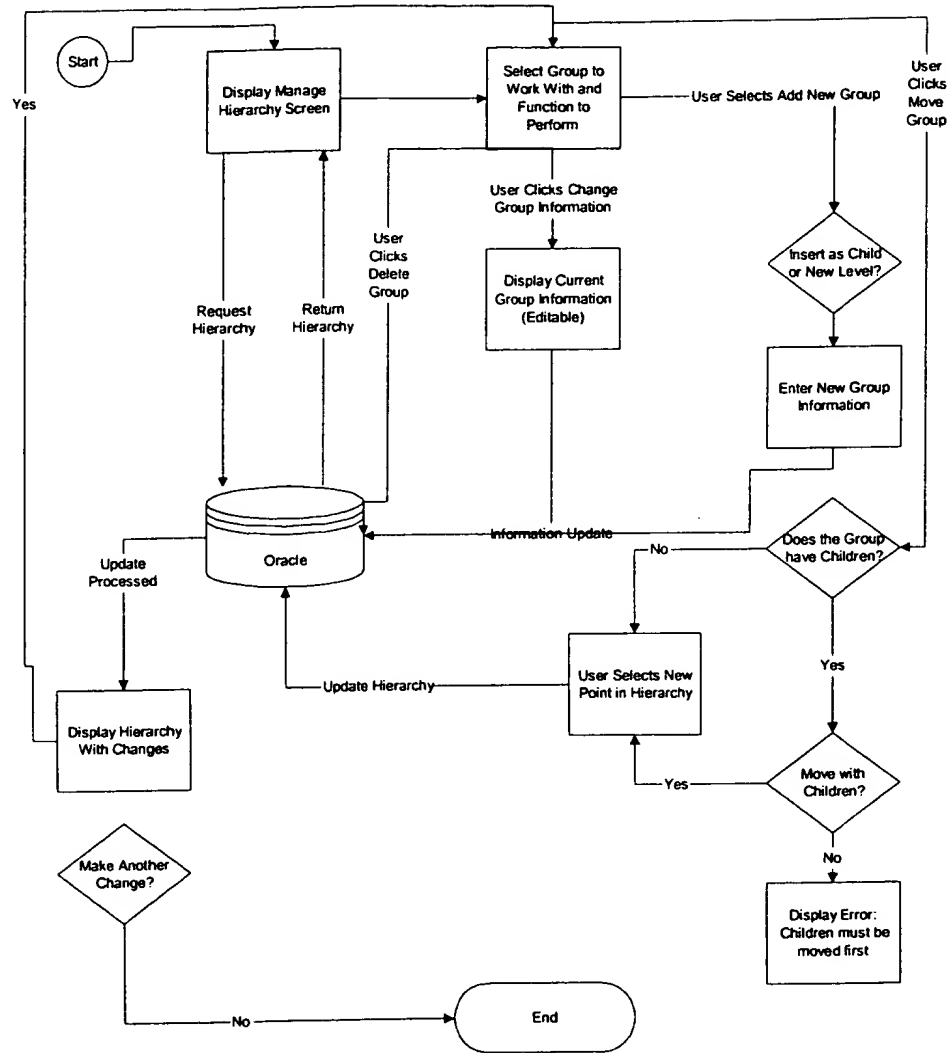 Start
Yes
Display Manage
Hierarchy Screen
Select Group to
Work With and
Function to
Perform
User Selects Add New Group
User
Clicks
Move
Group
User Clicks Change
Group Information
User
Clicks
Delete
Group
Insert as Child
or New Level?
Display Current
Group Information
(Editable)
Request
Hierarchy
Return
Hierarchy
Enter New Group
Information
Information Update
Oracle
Does the Group
have Children?
No
Update
Processed
Yes
User Selects New
Point in Hierarchy
Update Hierarchy
Display Hierarchy
With Changes
Move with
Children?
Yes
No
Make Another
Change?
Display Error:
Children must be
moved first
No
End